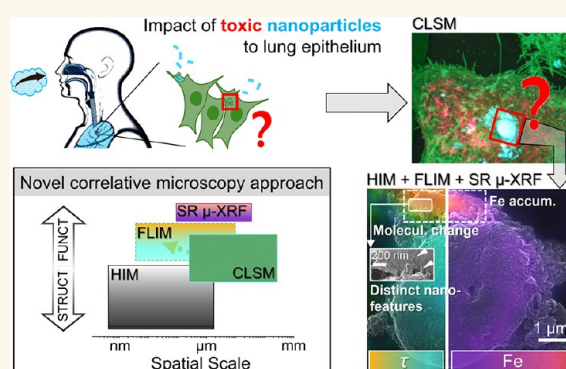 Impact of toxic nanoparticles
to lung epithelium
?
CLSM
?
Novel correlative microscopy approach
STRUCT FUNCT
SR μ-XRF
FLIM
CLSM
HIM
nm μm mm
Spatial Scale
HIM + FLIM + SR μ-XRF
Fe accum.
Molecul. change
200 nm
Distinct nano-
features
1 μm
τ
Fe